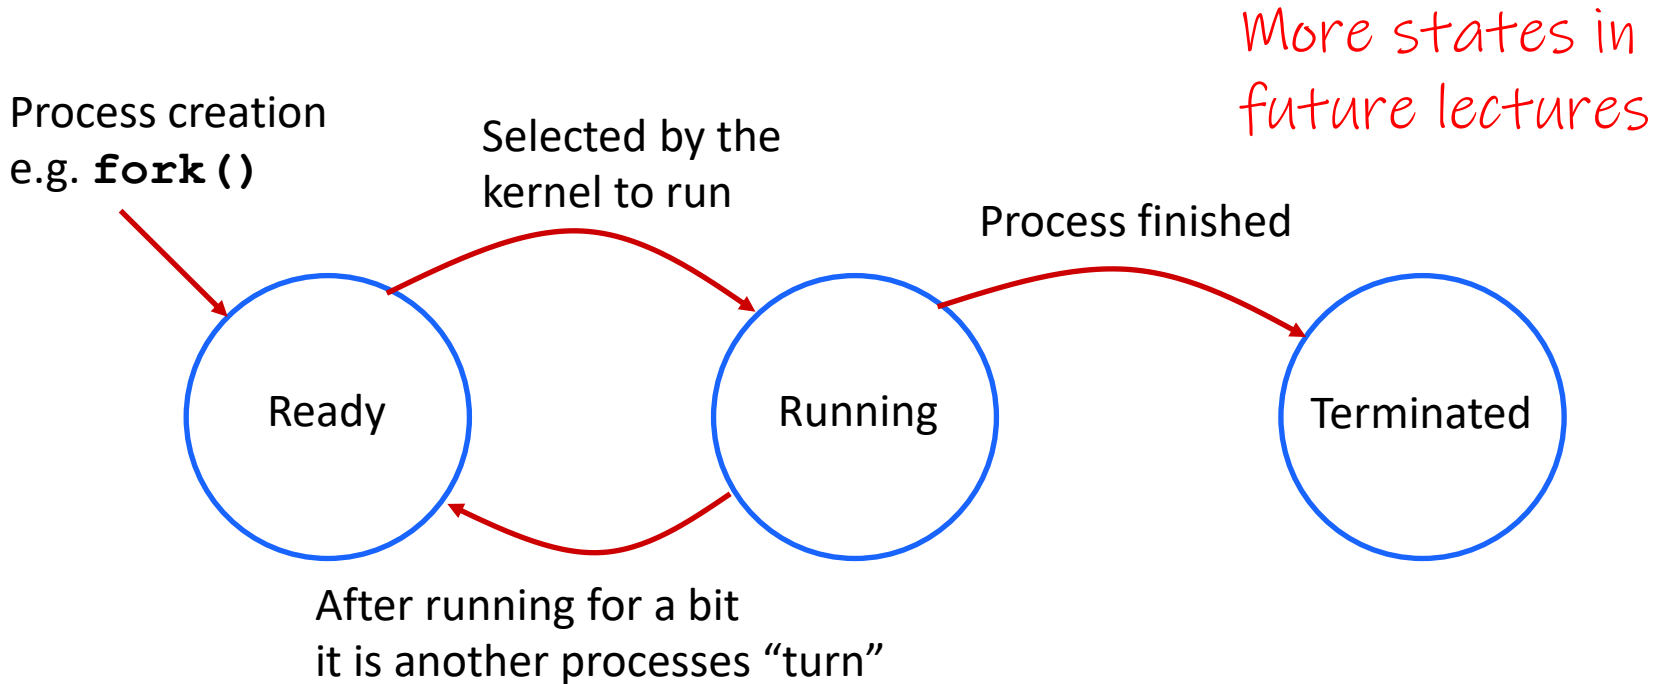 More states in
future lectures
Process creation
e.g. fork()
Selected by the
kernel to run
Process finished
Ready
Running
Terminated
After running for a bit
it is another processes “turn”